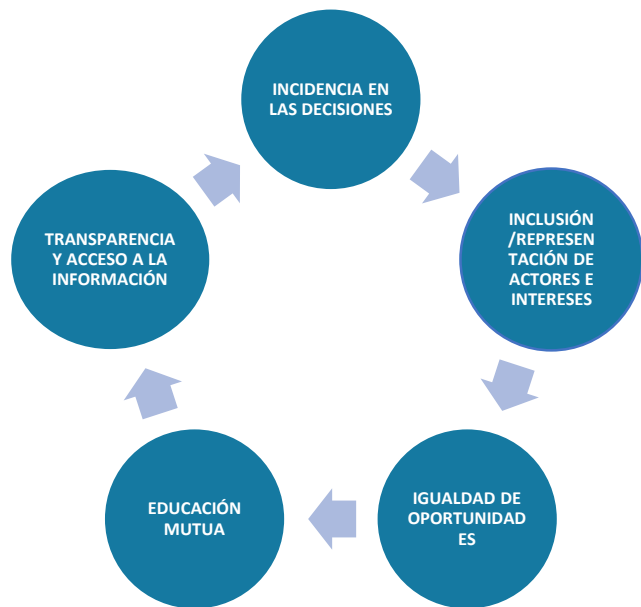 INCIDENCIA EN
LAS DECISIONES
INCLUSIÓN
/REPRESEN
TACIÓN DE
ACTORES E
INTERESES
IGUALDAD DE
OPORTUNIDAD
ES
EDUCACIÓN
MUTUA
TRANSPARENCIA
Y ACCESO A LA
INFORMACIÓN